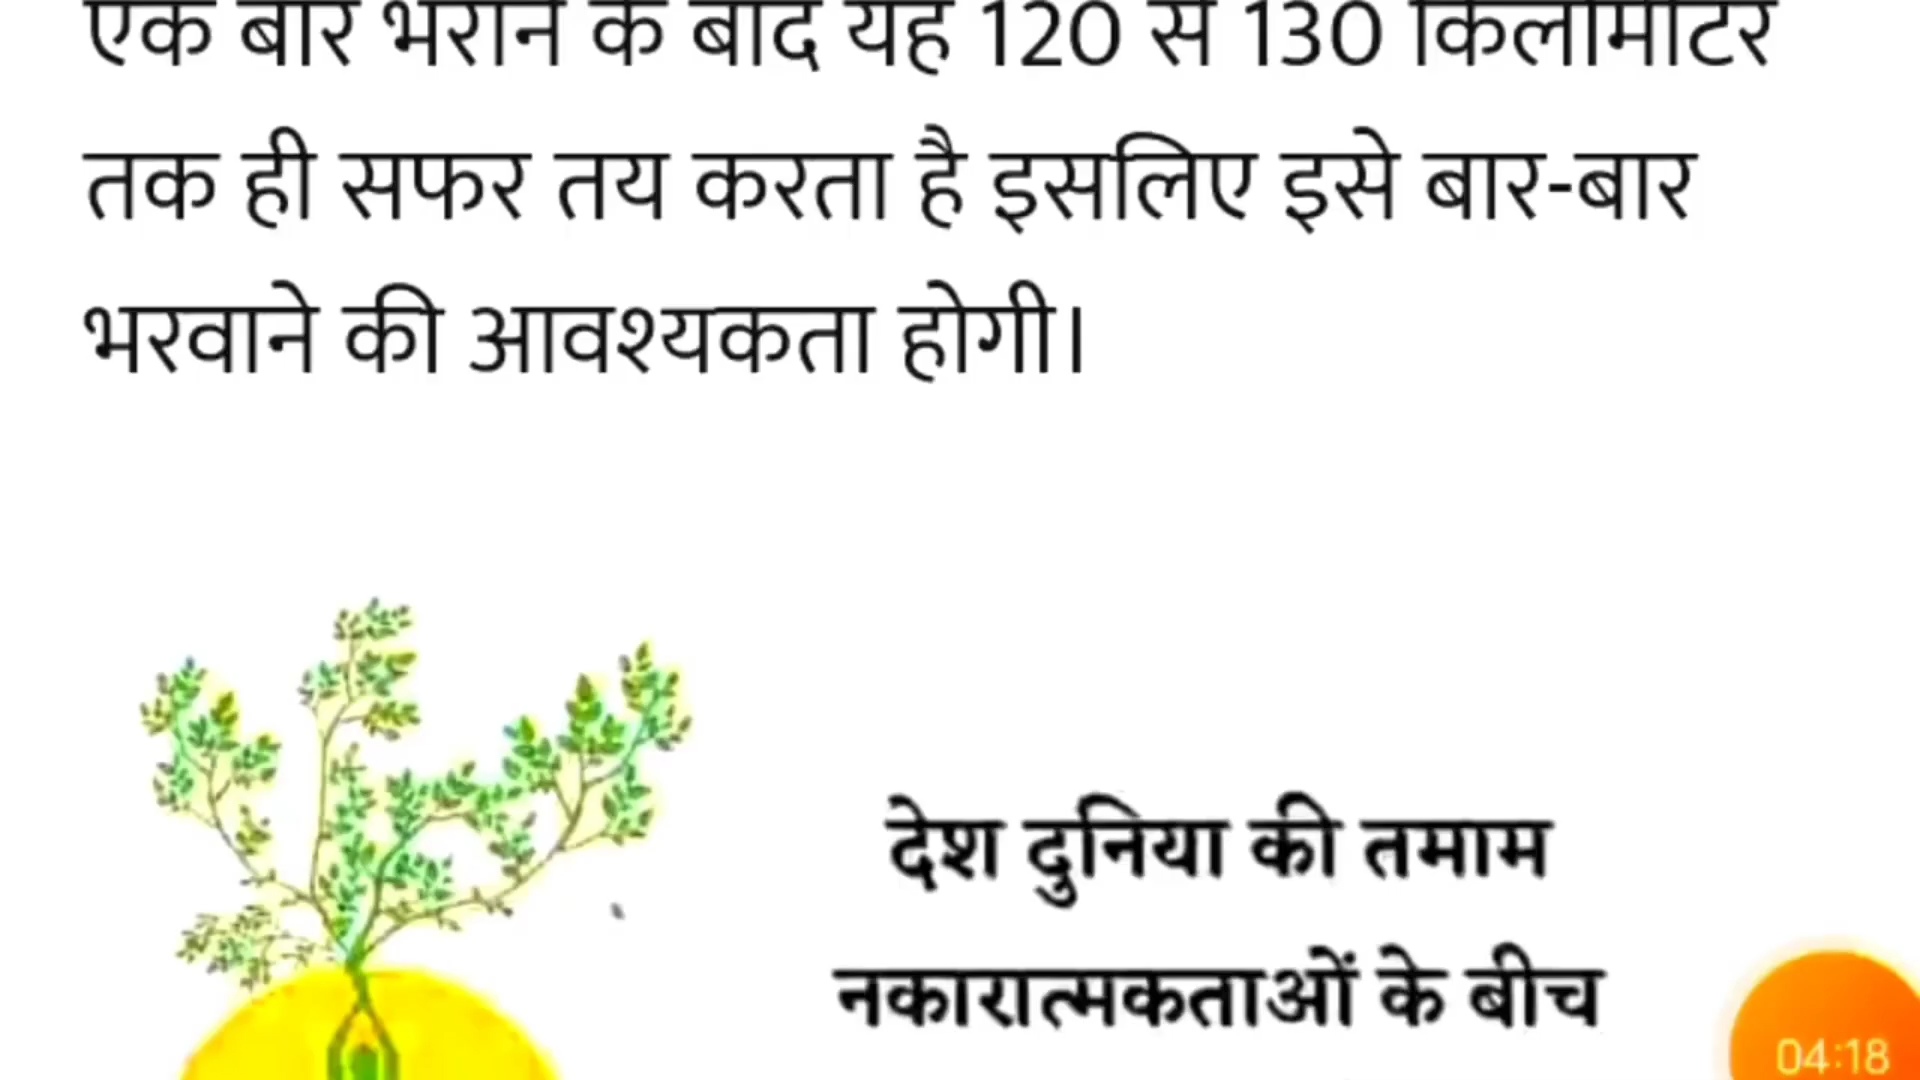 एक बार भराने के बाद यह 120 से 130 किलोमीटर
तक ही सफर तय करता है इसलिए इसे बार-बार
भरवाने की आवश्यकता होगी।
देश दुनिया की तमाम
नकारात्मकताओं के बीच
04:18